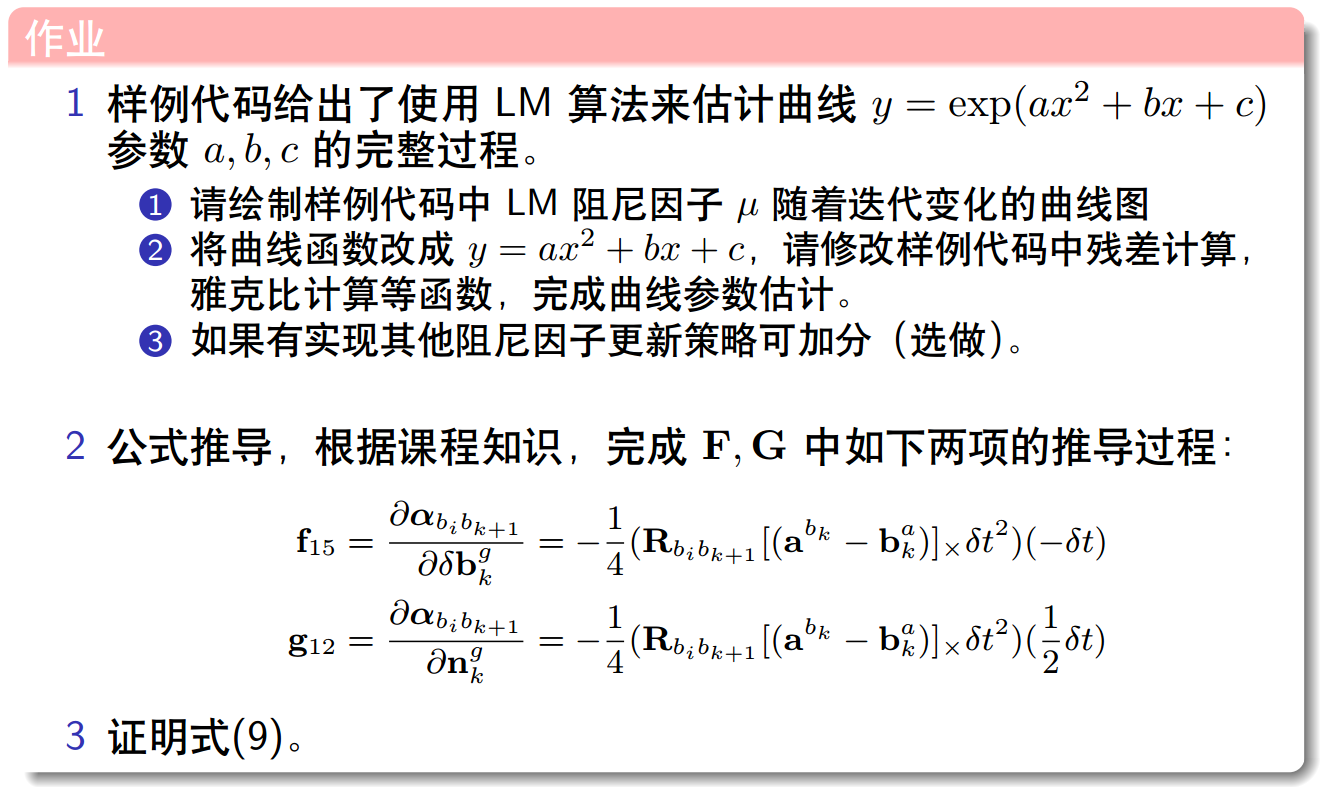 作业
1 样例代码给出了使用 LM 算法来估计曲线 $y = \exp(ax^2 + bx + c)$
参数 $a, b, c$ 的完整过程。
❶ 请绘制样例代码中 LM 阻尼因子 $\mu$ 随着迭代变化的曲线图
❷ 将曲线函数改成 $y = ax^2 + bx + c$，请修改样例代码中残差计算，
雅克比计算等函数，完成曲线参数估计。
❸ 如果有实现其他阻尼因子更新策略可加分（选做）。
2 公式推导，根据课程知识，完成 $\mathbf{F}, \mathbf{G}$ 中如下两项的推导过程：
$\mathbf{f}_{15} = \frac{\partial \boldsymbol{\alpha}_{b_i b_{k+1}}}{\partial \delta \mathbf{b}_k^g} = -\frac{1}{4}(\mathbf{R}_{b_i b_{k+1}}[(\mathbf{a}^{b_k} - \mathbf{b}_k^a)]_\times \delta t^2)(-\delta t)$
$\mathbf{g}_{12} = \frac{\partial \boldsymbol{\alpha}_{b_i b_{k+1}}}{\partial \mathbf{n}_k^g} = -\frac{1}{4}(\mathbf{R}_{b_i b_{k+1}}[(\mathbf{a}^{b_k} - \mathbf{b}_k^a)]_\times \delta t^2)(\frac{1}{2}\delta t)$
3 证明式(9)。